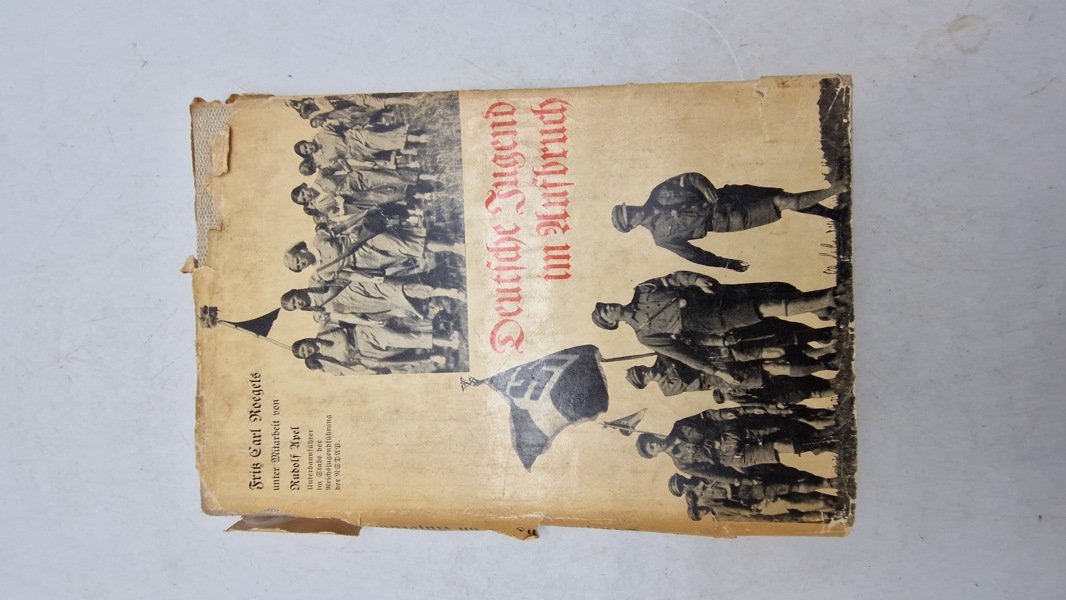 Fritz Carl Roegels
unter Mitarbeit von
Rudolf Apel
Unterbannführer
im Stabe der
Reichsjugendführung
der NSDAP.
Deutsche Jugend
im Aufbruch